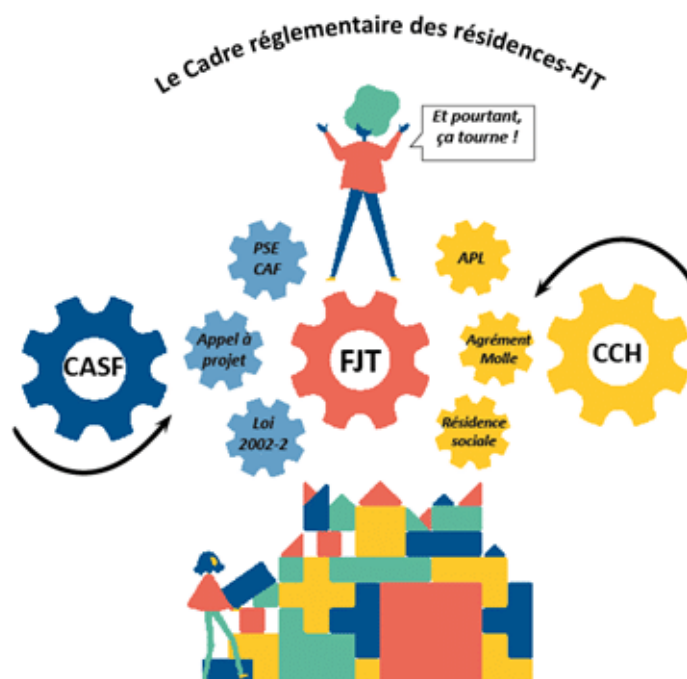 Le Cadre réglementaire des résidences-FJT
Et pourtant,
ça tourne !
PSE
CAF
APL
CASF
Appel à
projet
FJT
Agrément
Molle
CCH
Loi
2002-2
Résidence
sociale